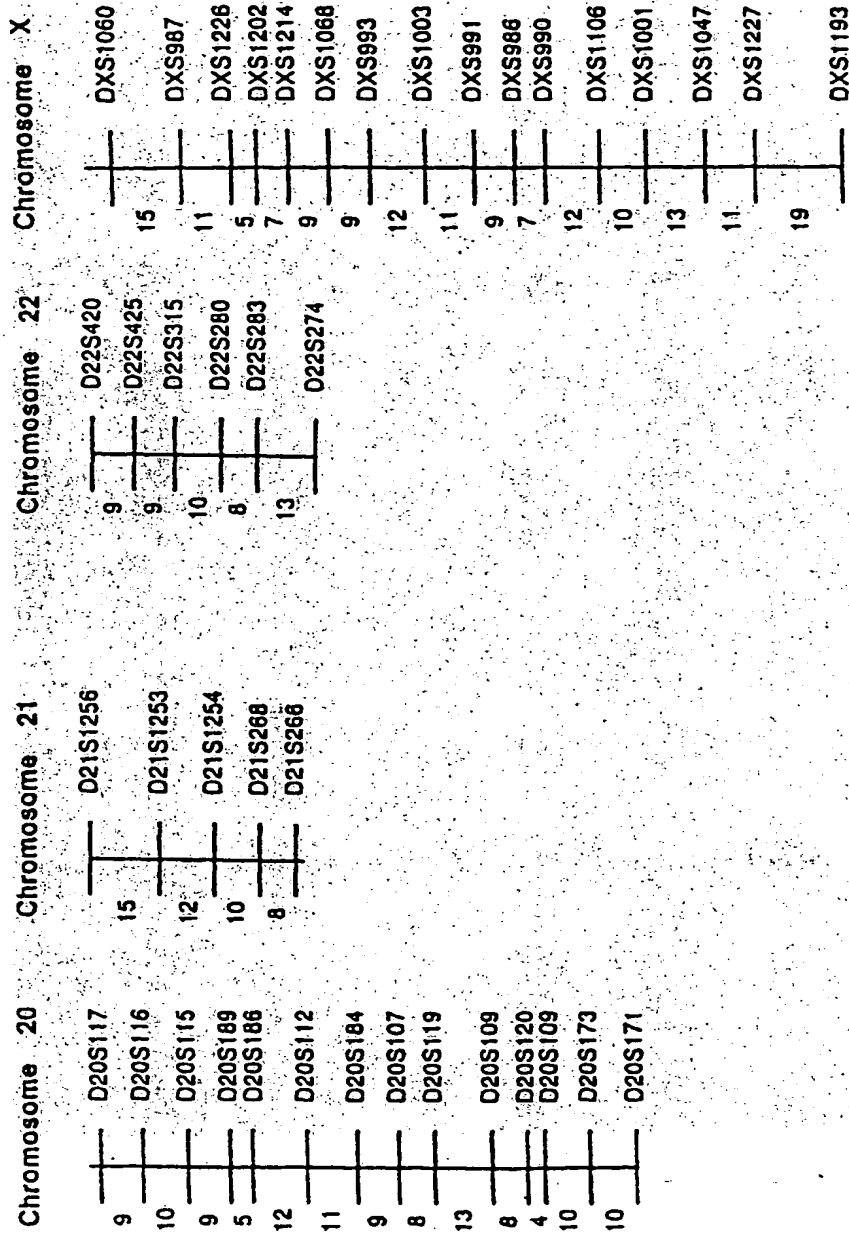 Chromosome 20
D20S117
9
D20S116
10
D20S115
9
D20S189
5
D20S186
12
D20S112
11
D20S184
9
D20S107
8
D20S119
13
D20S109
8
D20S120
4
D20S109
10
D20S173
10
D20S171
Chromosome 21
D21S1256
15
D21S1253
12
D21S1254
10
D21S268
8
D21S266
Chromosome 22
D22S420
9
D22S425
9
D22S315
10
D22S280
8
D22S283
13
D22S274
Chromosome X
DXS1060
15
DXS987
11
DXS1226
5
DXS1202
7
DXS1214
9
DXS1068
9
DXS993
12
DXS1003
11
DXS991
9
DXS986
7
DXS990
12
DXS1106
10
DXS1001
13
DXS1047
11
DXS1227
19
DXS1193